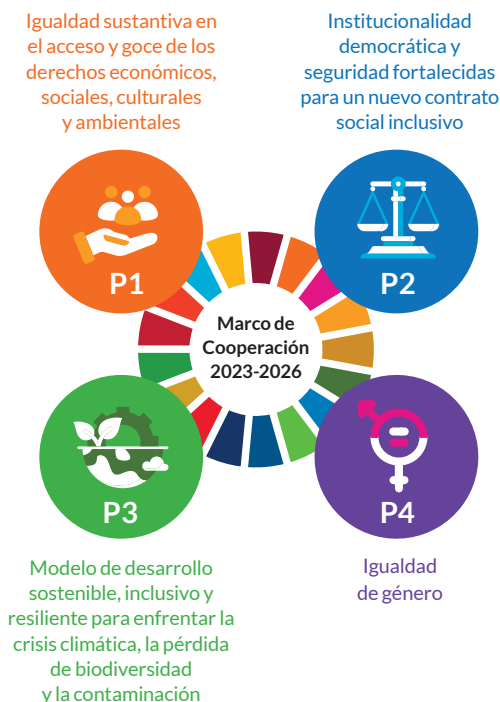 Igualdad sustantiva en
el acceso y goce de los
derechos económicos,
sociales, culturales
y ambientales
Institucionalidad
democrática y
seguridad fortalecidas
para un nuevo contrato
social inclusivo
P1
P2
Marco de
Cooperación
2023-2026
P3
P4
Modelo de desarrollo
sostenible, inclusivo y
resiliente para enfrentar la
crisis climática, la pérdida
de biodiversidad
y la contaminación
Igualdad
de género